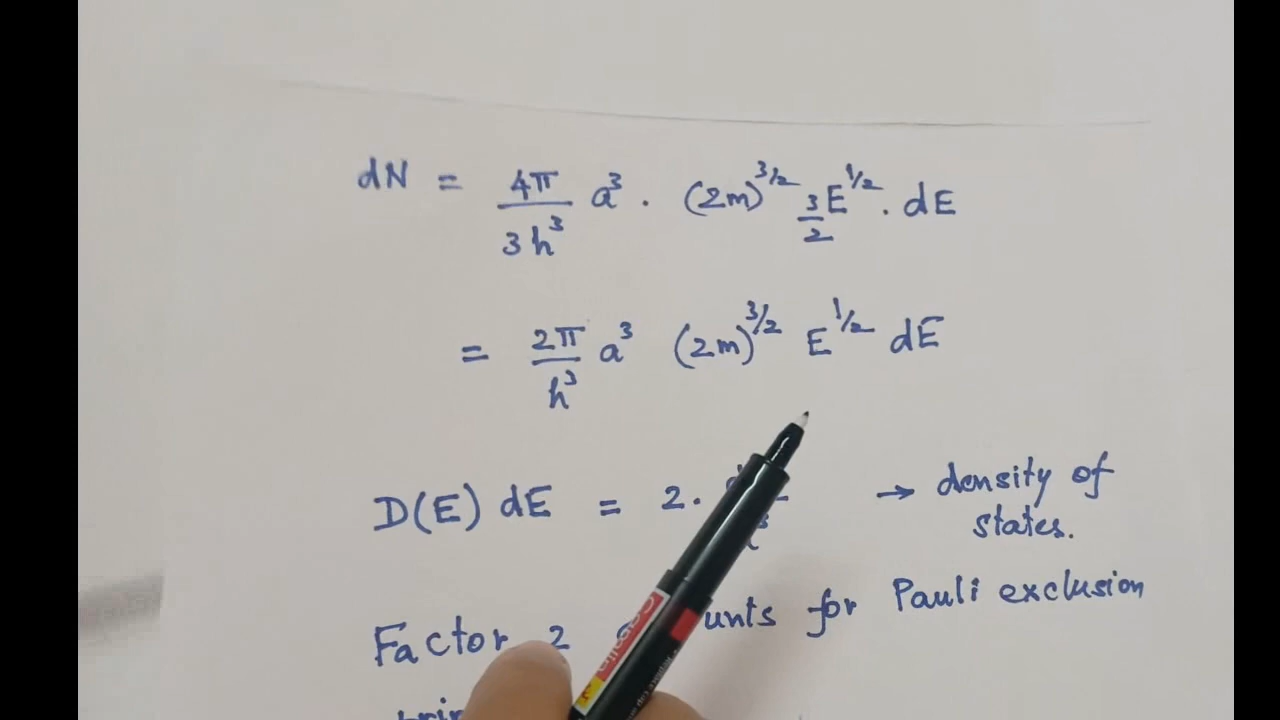 dN = 4π/3h³ a³ . (2m)^3/2 3/2 E^1/2 . dE
= 2π/h³ a³ (2m)^3/2 E^1/2 dE
D(E) dE = 2. → density of
states.
Factor 2 for Pauli exclusion